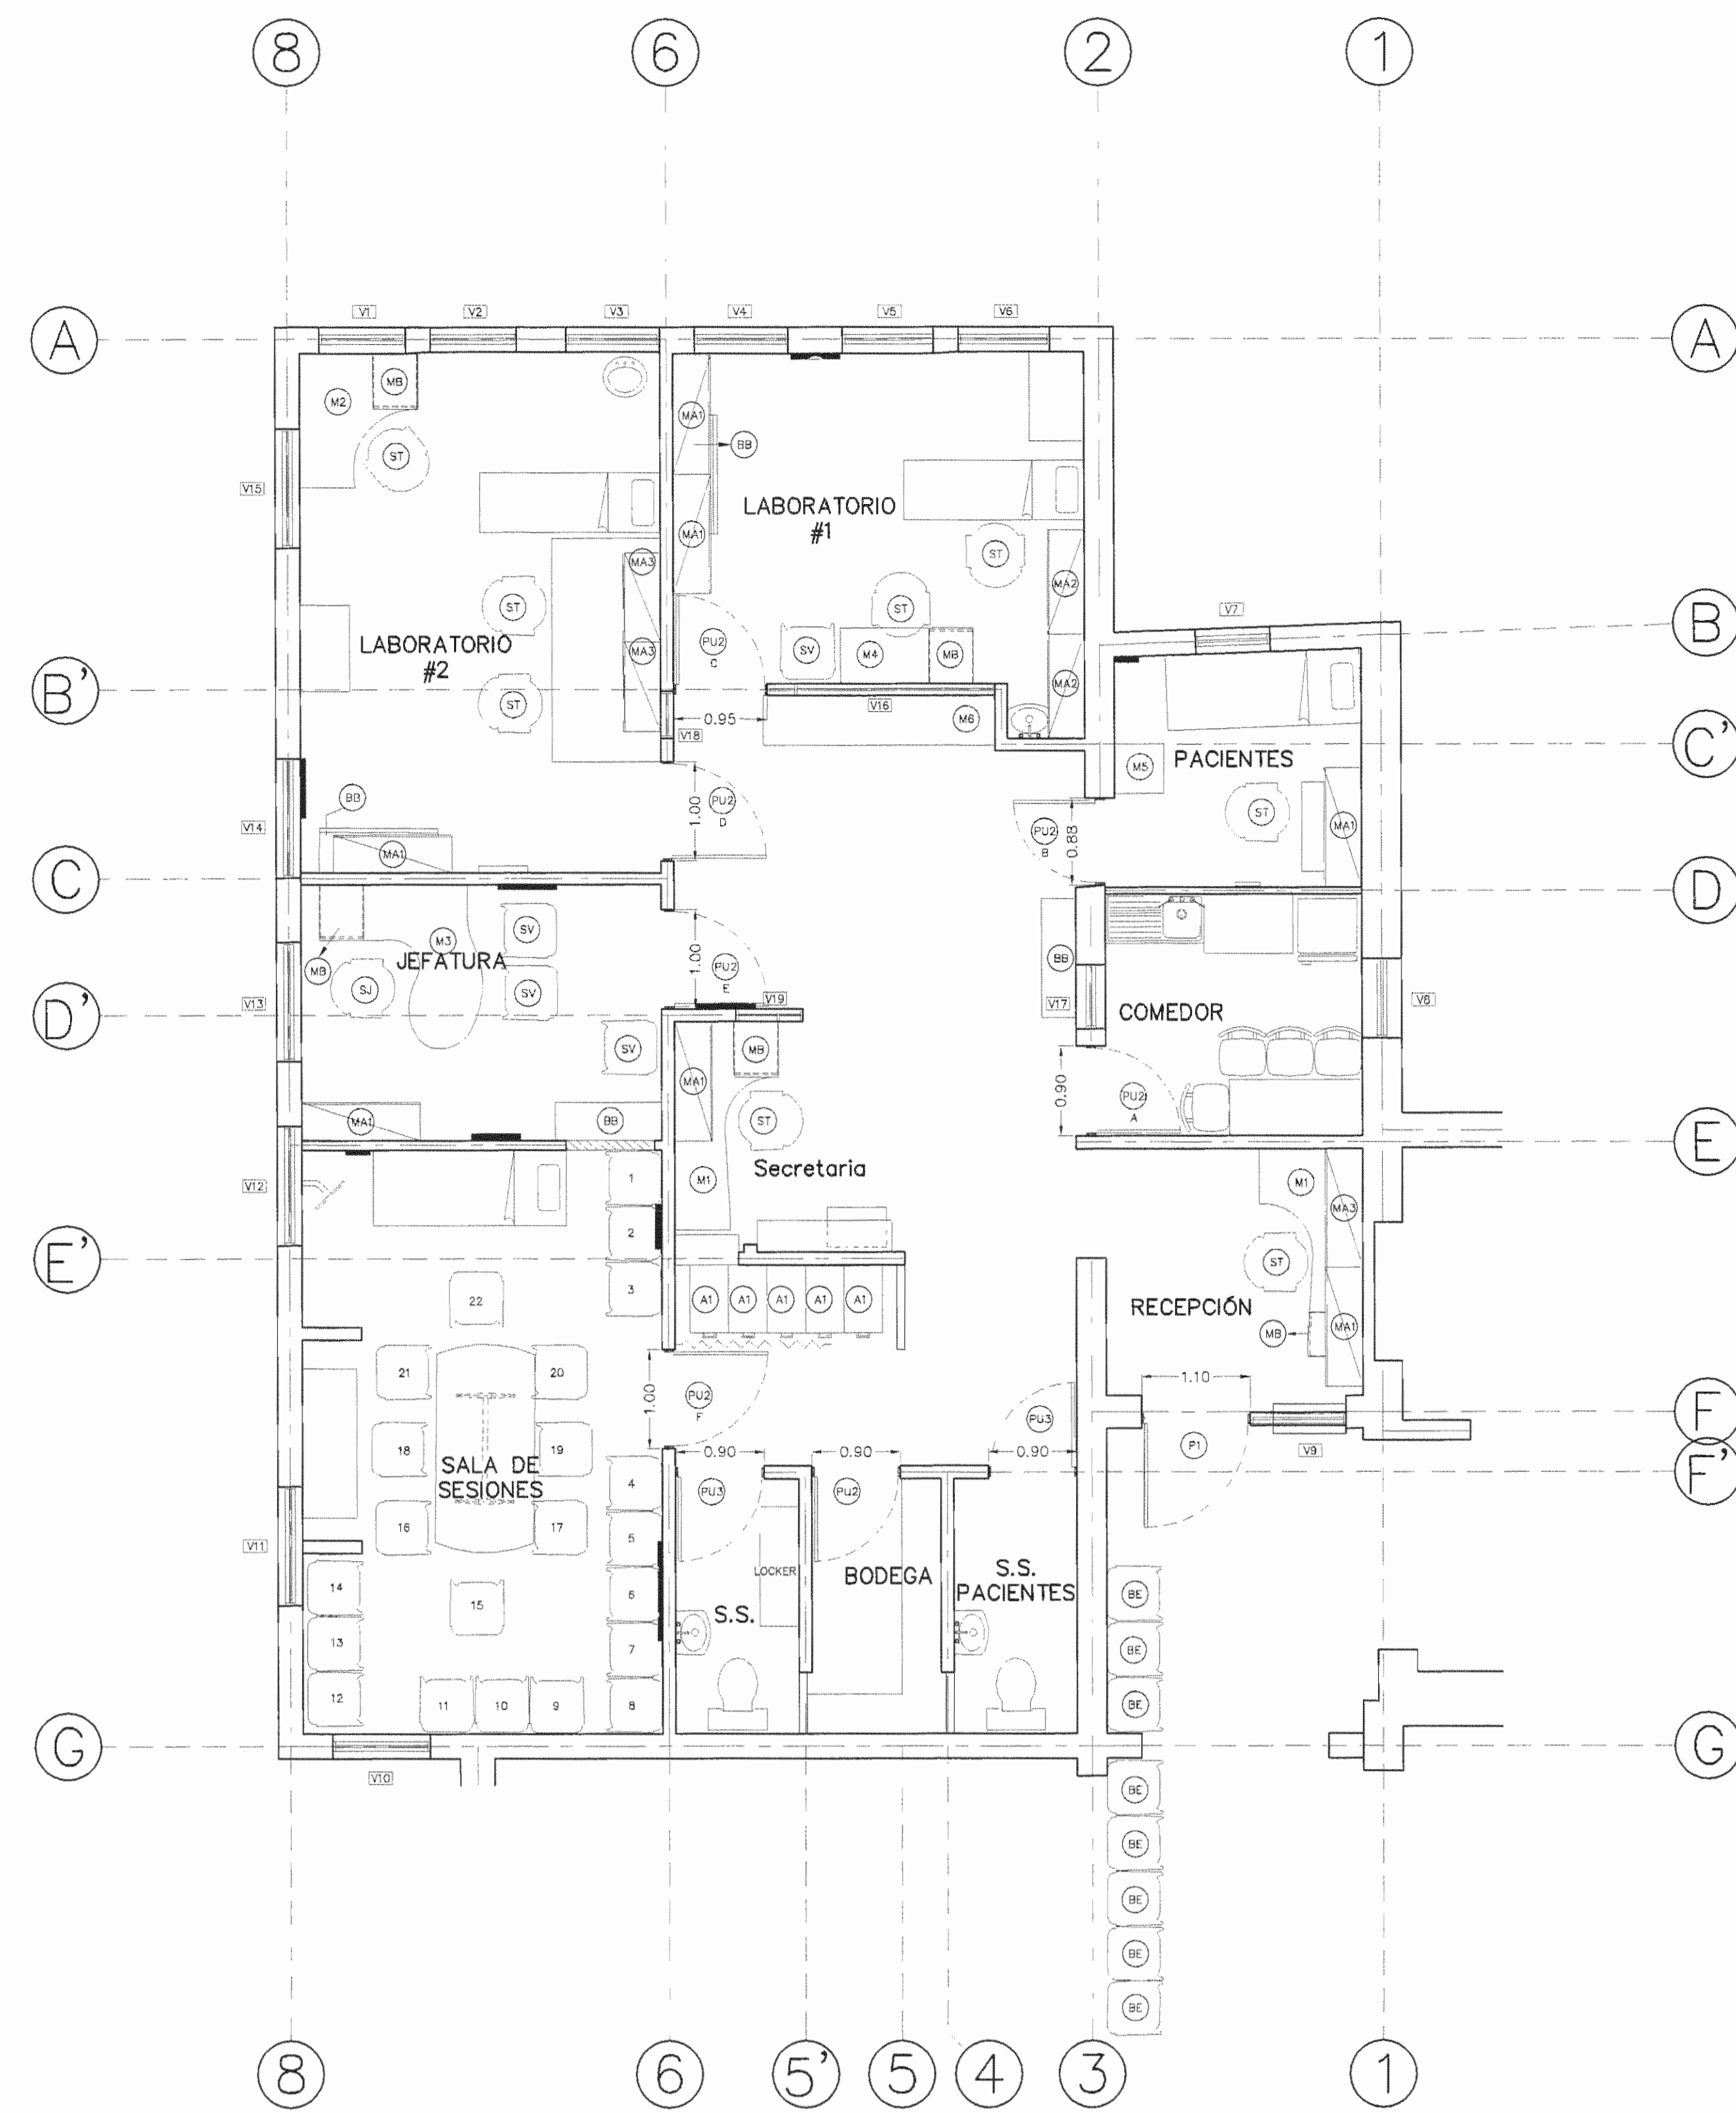 8 6 2 1
V1 V2 V3 V4 V5 V6
A A
MB
M2
MA1
BB
ST
V15
LABORATORIO
#1
MA1
ST
MA3
MA2
ST
ST
V7
B
LABORATORIO
#2
PU2
C
MA3
SV
M4
MB
B'
ST
MA2
V16
M6
0.95
V18
C'
PACIENTES
M5
BB
PU2
D
1.00
ST
V14
PU2
B
0.88
MA1
MA1
C
D
SV
M3
JEFATURA
BB
MB
1.00
PU2
E
SJ
SV
V13
V19
V17
V8
D'
COMEDOR
SV
MB
MA1
0.90
PU2
A
MA1
BB
ST
E
Secretaria
1
M1
M1
V12
MA3
2
E'
ST
3
22
A1 A1 A1 A1 A1
RECEPCIÓN
MB
MA1
21
20
1.00
PU2
F
1.10
F
PU3
P1
18
19
0.90
0.90
0.90
V9
SALA DE
SESIONES
F'
4
PU3
PU2
16
17
5
V11
LOCKER
BODEGA
S.S.
PACIENTES
14
6
BE
15
S.S.
13
7
BE
12
11 10 9 8
BE
G G
V10
BE
BE
BE
BE
BE
8 6 5' 5 4 3 1